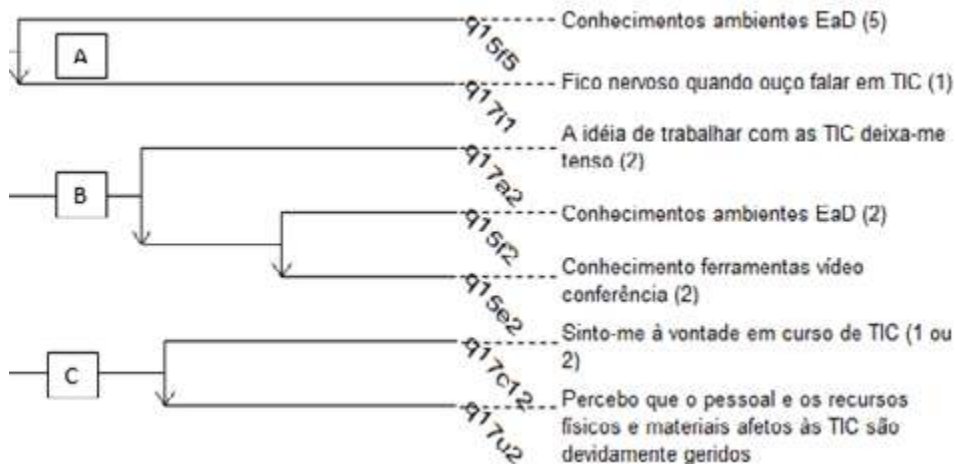 A
q15f5
Conhecimentos ambientes EaD (5)
q17i1
Fico nervoso quando ouço falar em TIC (1)
B
q17a2
A idéia de trabalhar com as TIC deixa-me
tenso (2)
q15f2
Conhecimentos ambientes EaD (2)
q15e2
Conhecimento ferramentas vídeo
conferência (2)
C
q17c12
Sinto-me à vontade em curso de TIC (1 ou
2)
q17u2
Percebo que o pessoal e os recursos
físicos e materiais afetos às TIC são
devidamente geridos